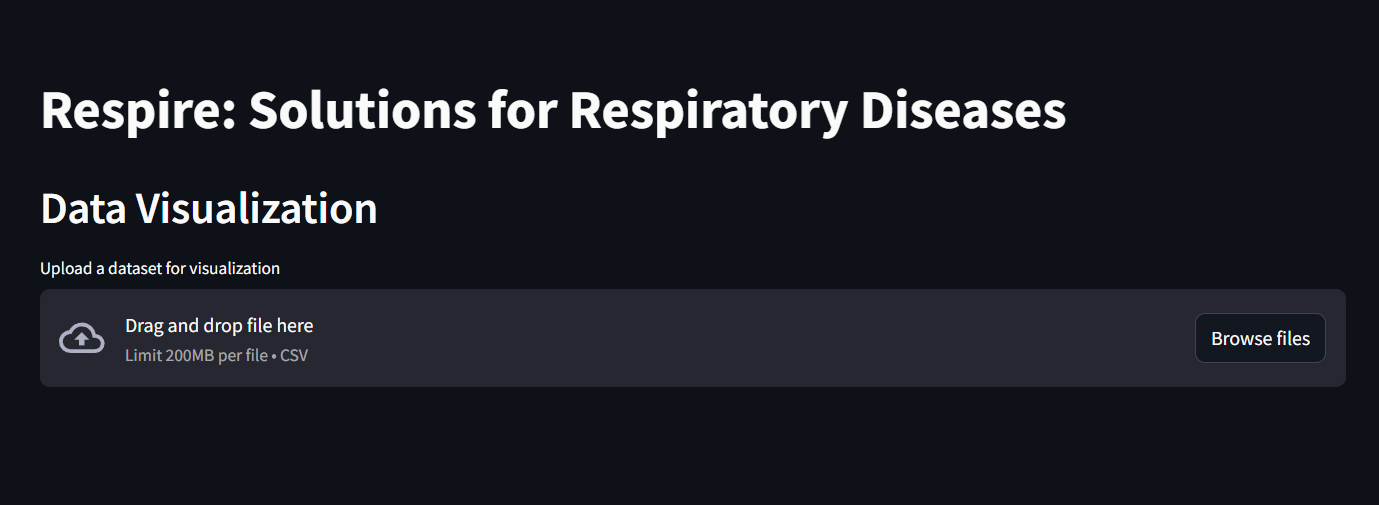 Respire: Solutions for Respiratory Diseases
Data Visualization
Upload a dataset for visualization
Drag and drop file here
Limit 200MB per file • CSV
Browse files